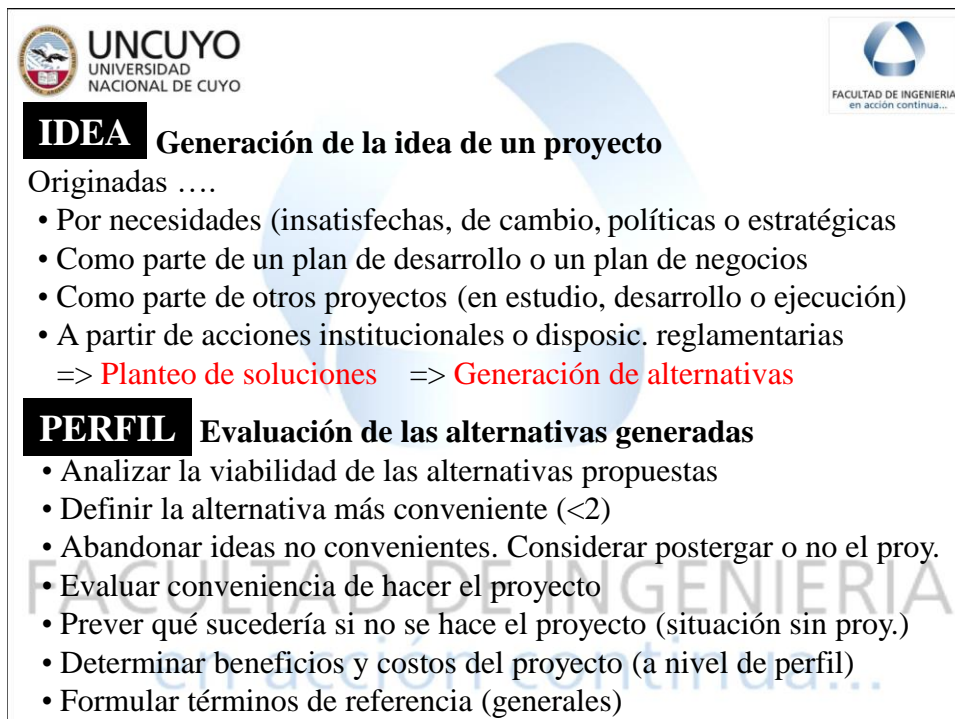 UNCUYO
UNIVERSIDAD
NACIONAL DE CUYO
FACULTAD DE INGENIERIA
en acción continua...
IDEA Generación de la idea de un proyecto
Originadas ….
• Por necesidades (insatisfechas, de cambio, políticas o estratégicas
• Como parte de un plan de desarrollo o un plan de negocios
• Como parte de otros proyectos (en estudio, desarrollo o ejecución)
• A partir de acciones institucionales o disposic. reglamentarias
=> Planteo de soluciones => Generación de alternativas
PERFIL Evaluación de las alternativas generadas
• Analizar la viabilidad de las alternativas propuestas
• Definir la alternativa más conveniente (<2)
• Abandonar ideas no convenientes. Considerar postergar o no el proy.
• Evaluar conveniencia de hacer el proyecto
• Prever qué sucedería si no se hace el proyecto (situación sin proy.)
• Determinar beneficios y costos del proyecto (a nivel de perfil)
• Formular términos de referencia (generales)
FACULTAD DE INGENIERIA
en acción continua...